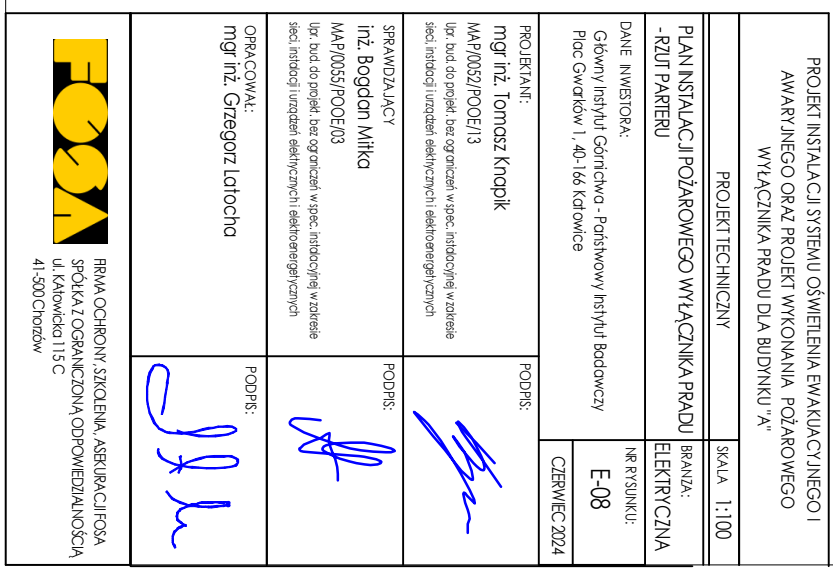 PROJEKT INSTALACJI SYSTEMU OŚWIETLENIA EWAKUACYJNEGO I
AWARYJNEGO ORAZ PROJEKT WYKONANIA POŻAROWEGO
WYŁĄCZNIKA PRADU DLA BUDYNKU "A"
PROJEKT TECHNICZNY
SKALA 1:100
PLAN INSTALACJI POŻAROWEGO WYŁĄCZNIKA PRADU
- RZUT PARTERU
BRANŻA:
ELEKTRYCZNA
DANE INWESTORA:
Główny Instytut Górnictwa - Państwowy Instytut Badawczy
Plac Gwarków 1, 40-166 Katowice
NR RYSUNKU:
E-08
CZERWIEC 2024
PROJEKTANT:
mgr inż. Tomasz Knapik
MAP/0052/POOE/13
Upr. bud. do projekt. bez ograniczeń w spec. instalacyjnej w zakresie
sieci, instalacji i urządzeń elektrycznych i elektroenergetycznych
PODPIS:
SPRAWDZAJĄCY
inż. Bogdan Miłka
MAP/0055/POOE/03
Upr. bud. do projekt. bez ograniczeń w spec. instalacyjnej w zakresie
sieci, instalacji i urządzeń elektrycznych i elektroenergetycznych
PODPIS:
OPRACOWAŁ:
mgr inż. Grzegorz Latocha
PODPIS:
FOSA
FIRMA OCHRONY, SZKOLENIA, ASEKURACJI FOSA
SPÓŁKA Z OGRANICZONĄ ODPOWIEDZIALNOŚCIĄ
ul. KAtowicka 115 C
41-500 Chorzów